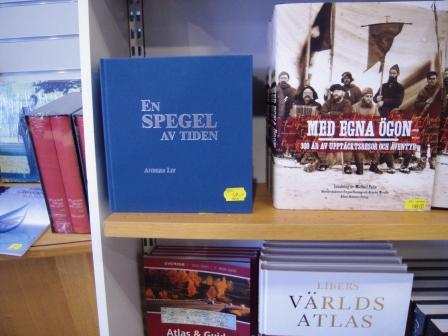 EN
SPEGEL
AV TIDEN
ANDERS LIF
MED EGNA ÖGON
300 ÅR AV UPPTÄCKTSRESOR OCH ÄVENTYR
LIBERS
VÄRLDS
ATLAS
SVERIGE
Atlas & Guide